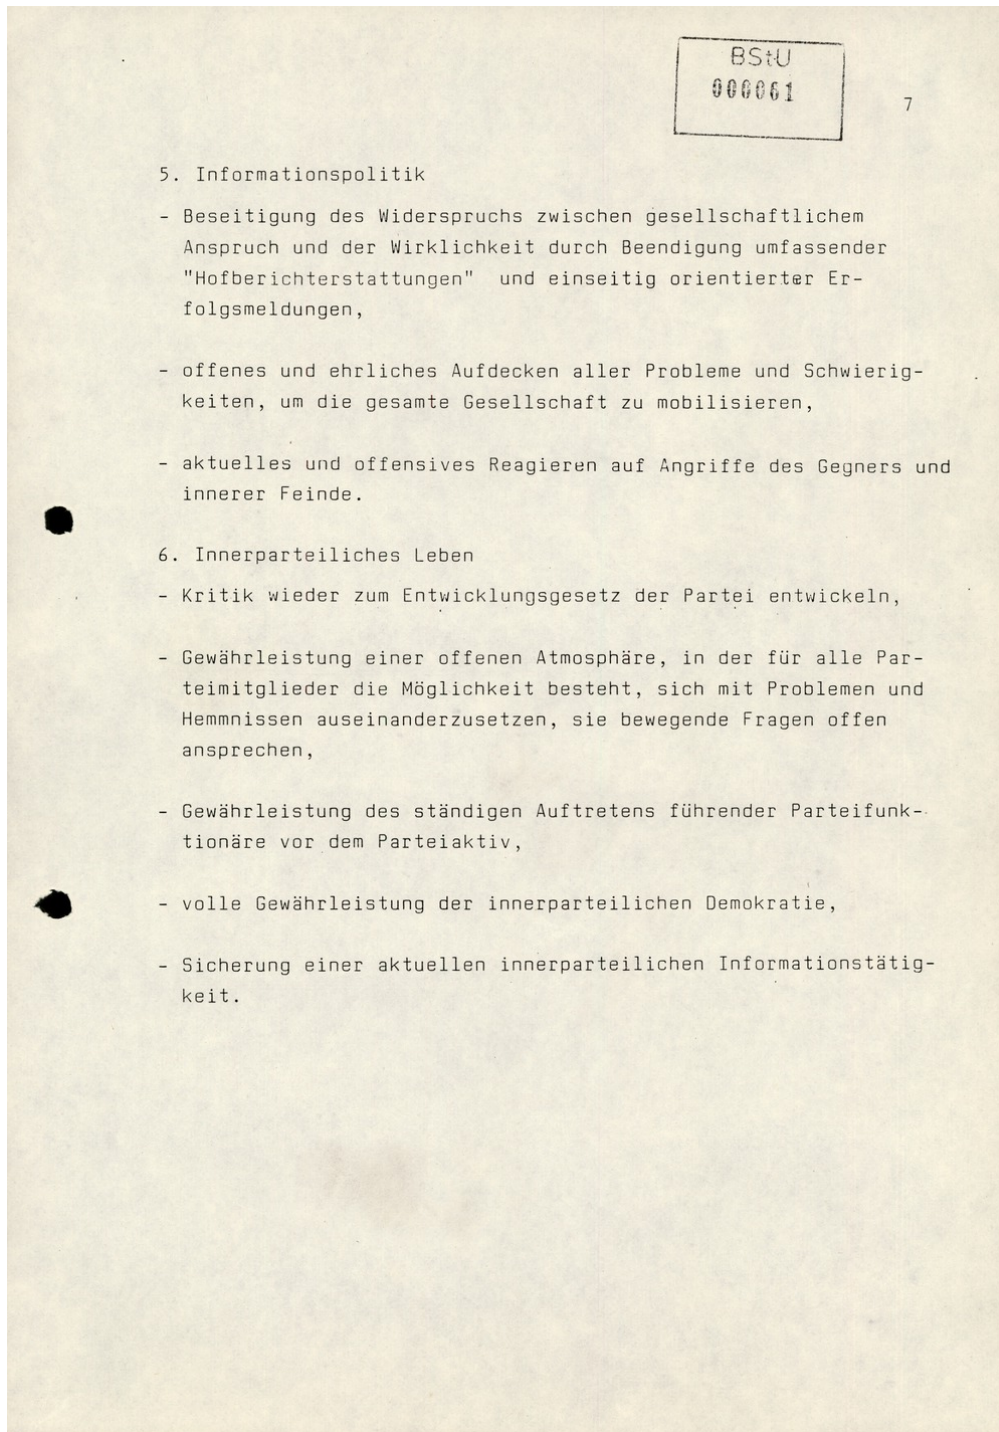 BStU
000061
7
5. Informationspolitik
- Beseitigung des Widerspruchs zwischen gesellschaftlichem
Anspruch und der Wirklichkeit durch Beendigung umfassender
"Hofberichterstattungen" und einseitig orientierter Er-
folgsmeldungen,
- offenes und ehrliches Aufdecken aller Probleme und Schwierig-
keiten, um die gesamte Gesellschaft zu mobilisieren,
- aktuelles und offensives Reagieren auf Angriffe des Gegners und
innerer Feinde.
6. Innerparteiliches Leben
- Kritik wieder zum Entwicklungsgesetz der Partei entwickeln,
- Gewährleistung einer offenen Atmosphäre, in der für alle Par-
teimitglieder die Möglichkeit besteht, sich mit Problemen und
Hemmnissen auseinanderzusetzen, sie bewegende Fragen offen
ansprechen,
- Gewährleistung des ständigen Auftretens führender Parteifunk-
tionäre vor dem Parteiaktiv,
- volle Gewährleistung der innerparteilichen Demokratie,
- Sicherung einer aktuellen innerparteilichen Informationstätig-
keit.